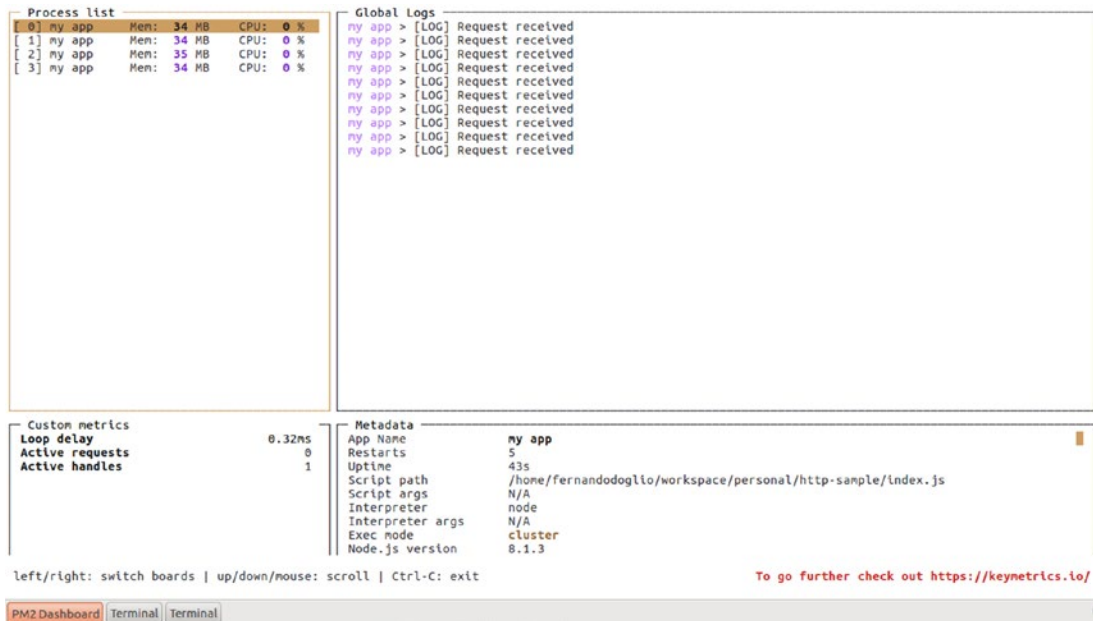 Process list
[ 0] my app Mem: 34 MB CPU: 0 %
[ 1] my app Mem: 34 MB CPU: 0 %
[ 2] my app Mem: 35 MB CPU: 0 %
[ 3] my app Mem: 34 MB CPU: 0 %
Global Logs
my app > [LOG] Request received
my app > [LOG] Request received
my app > [LOG] Request received
my app > [LOG] Request received
my app > [LOG] Request received
my app > [LOG] Request received
my app > [LOG] Request received
my app > [LOG] Request received
my app > [LOG] Request received
my app > [LOG] Request received
Custom metrics
Loop delay 0.32ms
Active requests 0
Active handles 1
Metadata
App Name my app
Restarts 5
Uptime 43s
Script path /home/fernandodoglio/workspace/personal/http-sample/index.js
Script args N/A
Interpreter node
Interpreter args N/A
Exec mode cluster
Node.js version 8.1.3
left/right: switch boards | up/down/mouse: scroll | Ctrl-C: exit
To go further check out https://keymetrics.io/
PM2 Dashboard Terminal Terminal